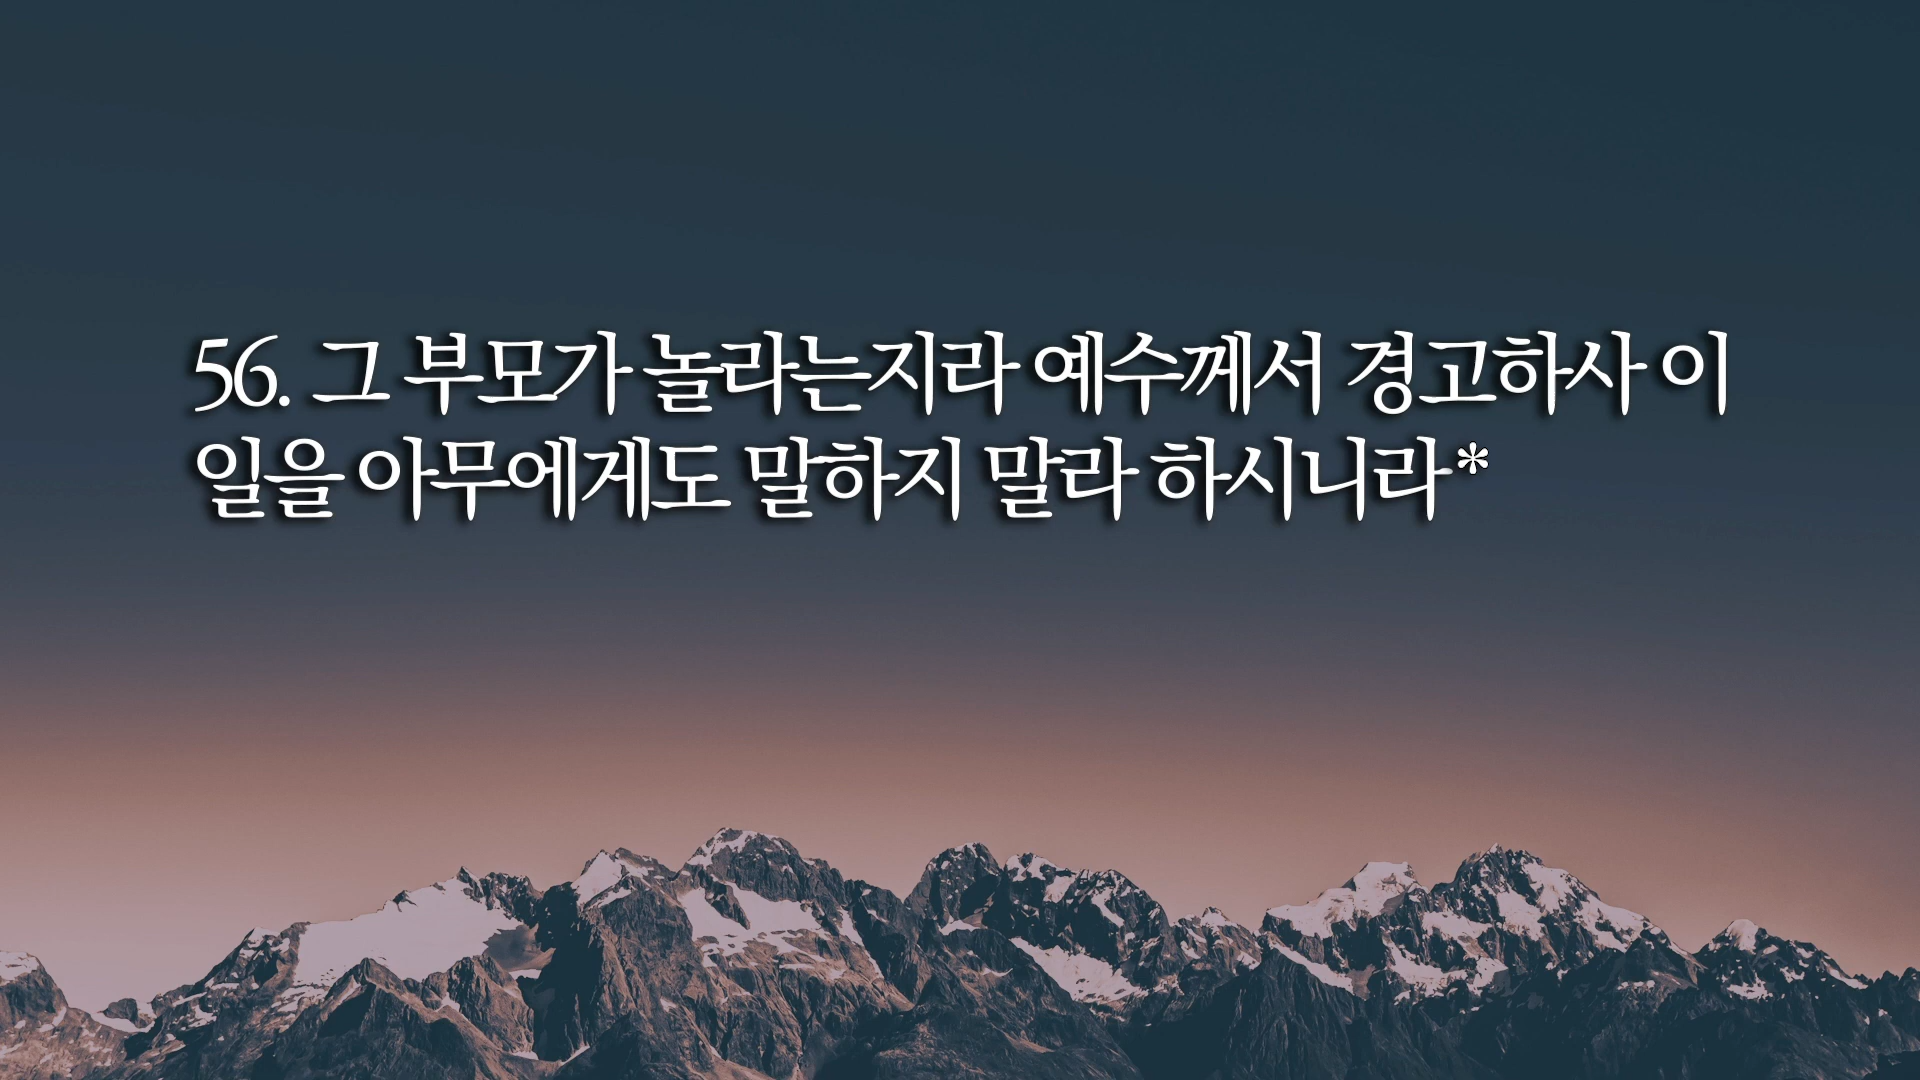 56. 그 부모가 놀라는지라 예수께서 경고하사 이
일을 아무에게도 말하지 말라 하시니라*